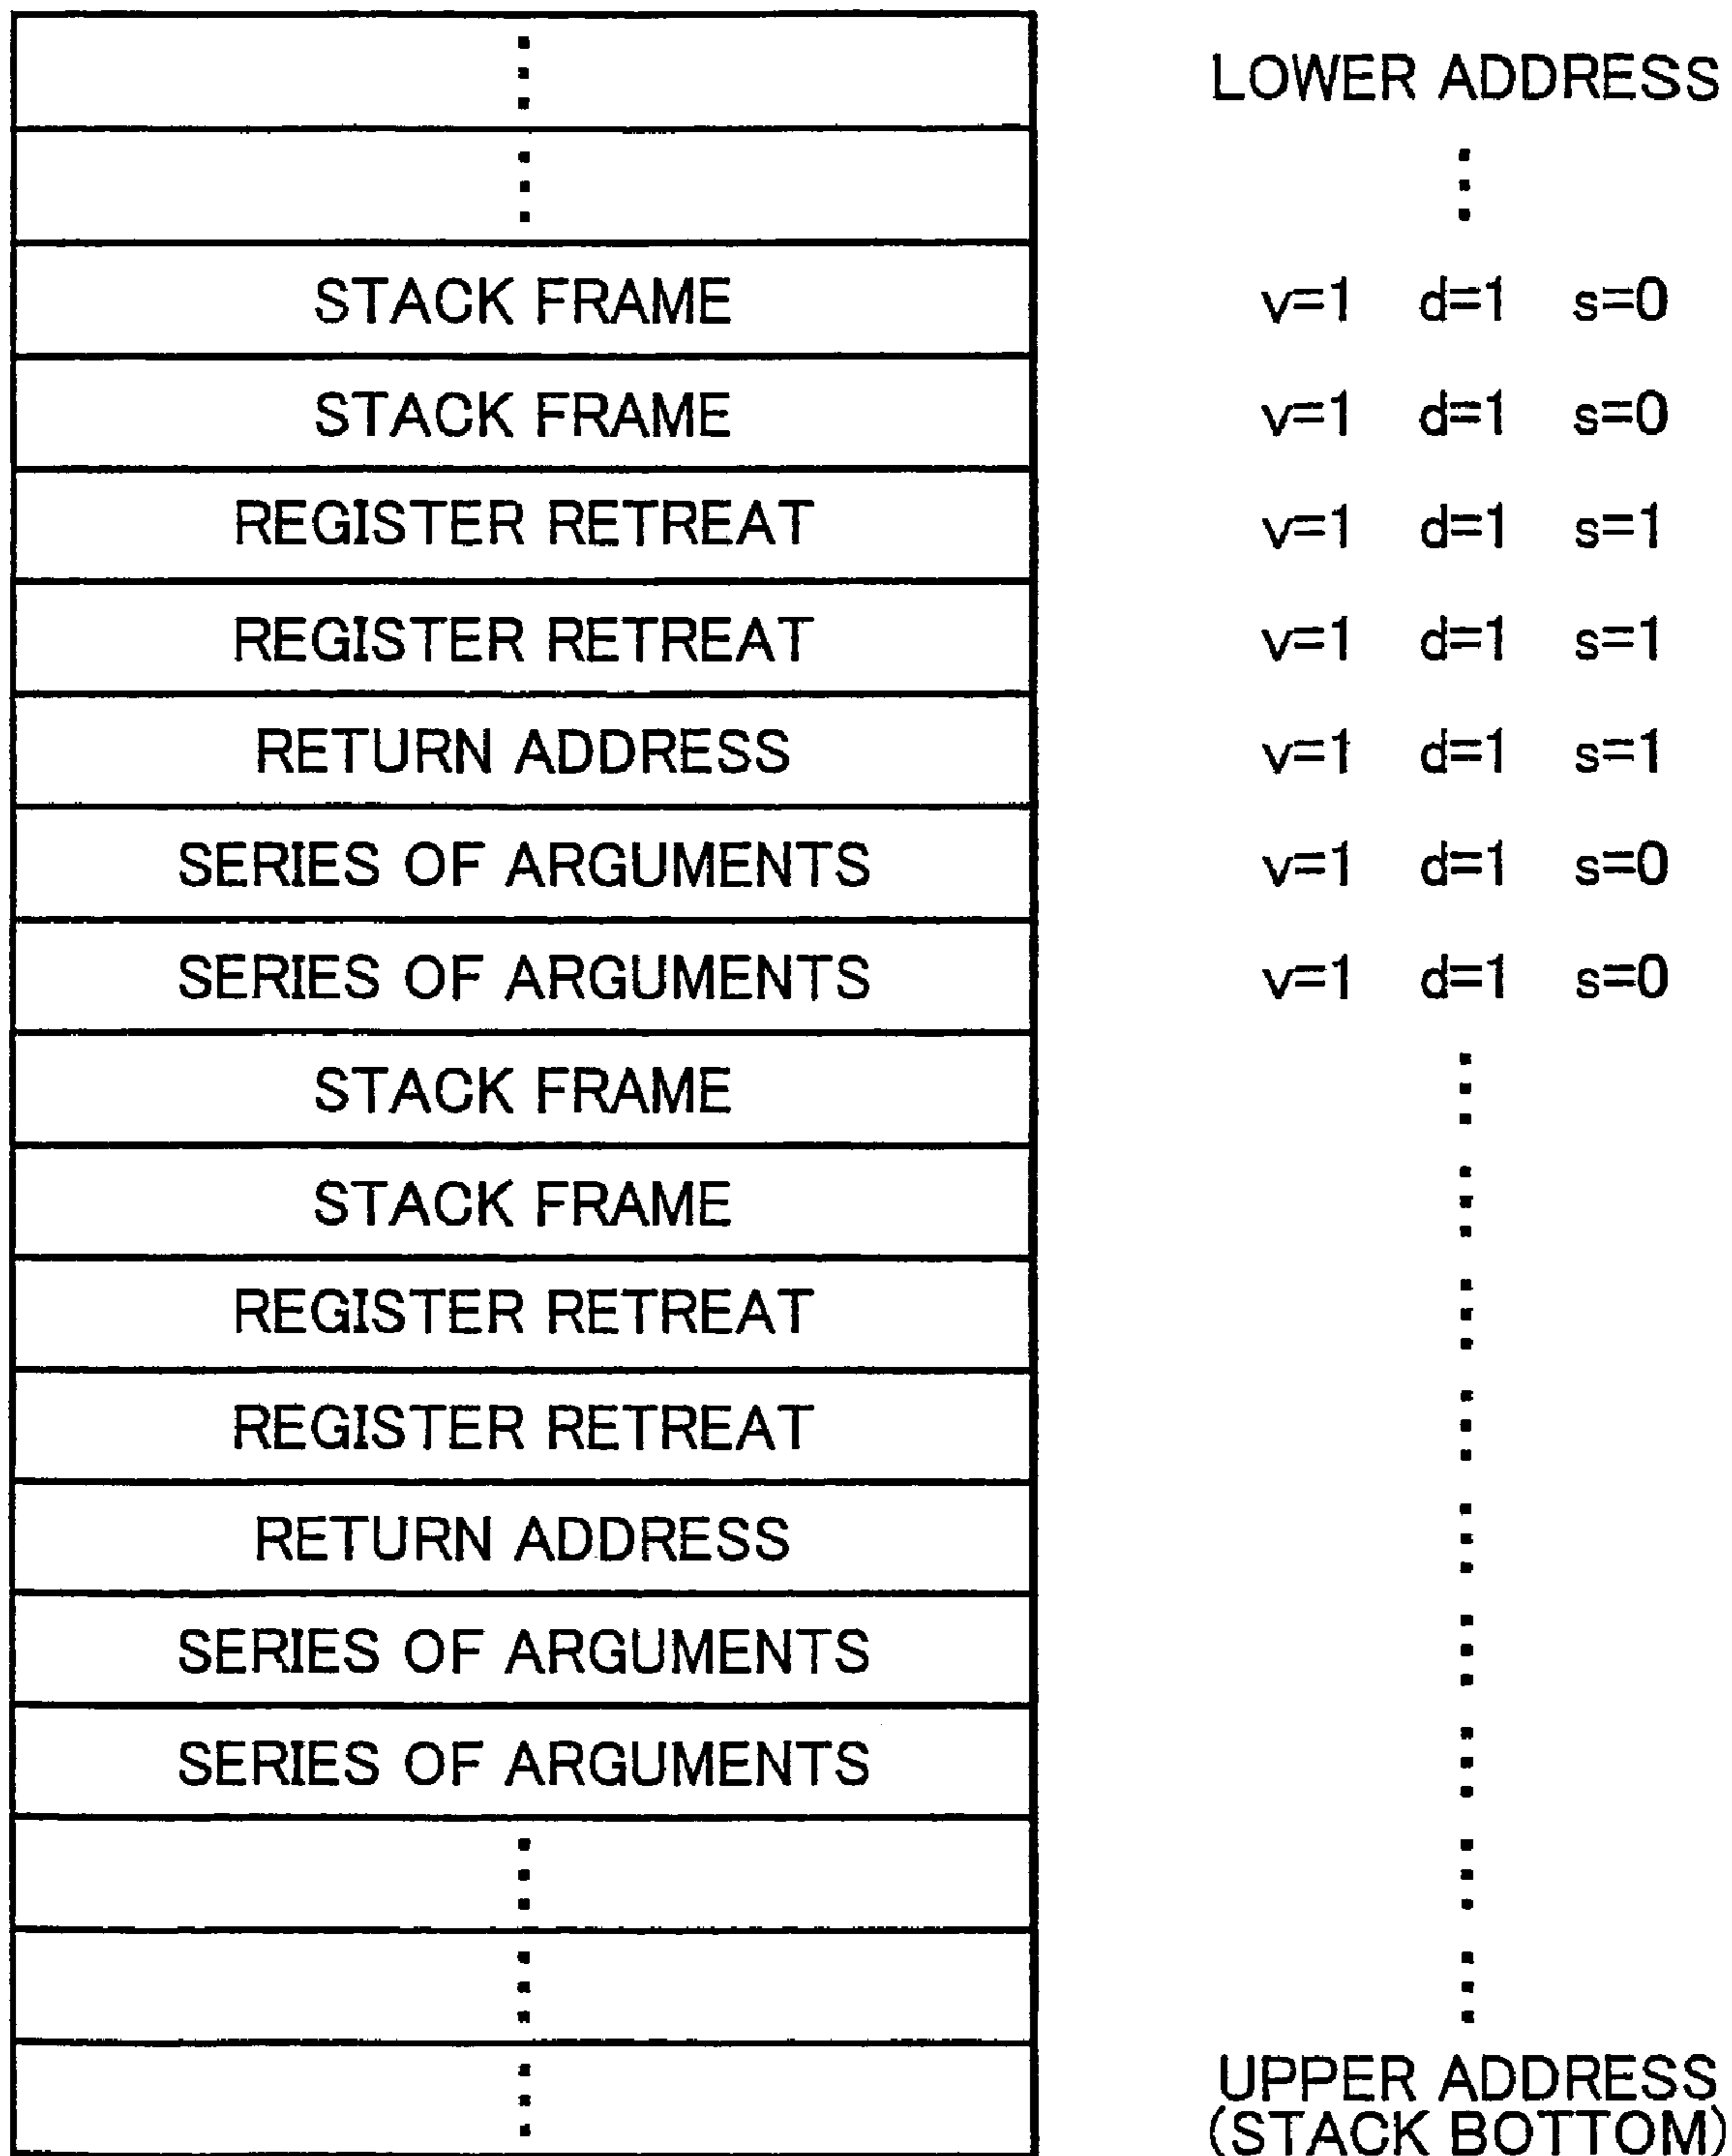 LOWER ADDRESS
STACK FRAME v=1 d=1 s=0
STACK FRAME v=1 d=1 s=0
REGISTER RETREAT v=1 d=1 s=1
REGISTER RETREAT v=1 d=1 s=1
RETURN ADDRESS v=1 d=1 s=1
SERIES OF ARGUMENTS v=1 d=1 s=0
SERIES OF ARGUMENTS v=1 d=1 s=0
STACK FRAME
STACK FRAME
REGISTER RETREAT
REGISTER RETREAT
RETURN ADDRESS
SERIES OF ARGUMENTS
SERIES OF ARGUMENTS
UPPER ADDRESS
(STACK BOTTOM)